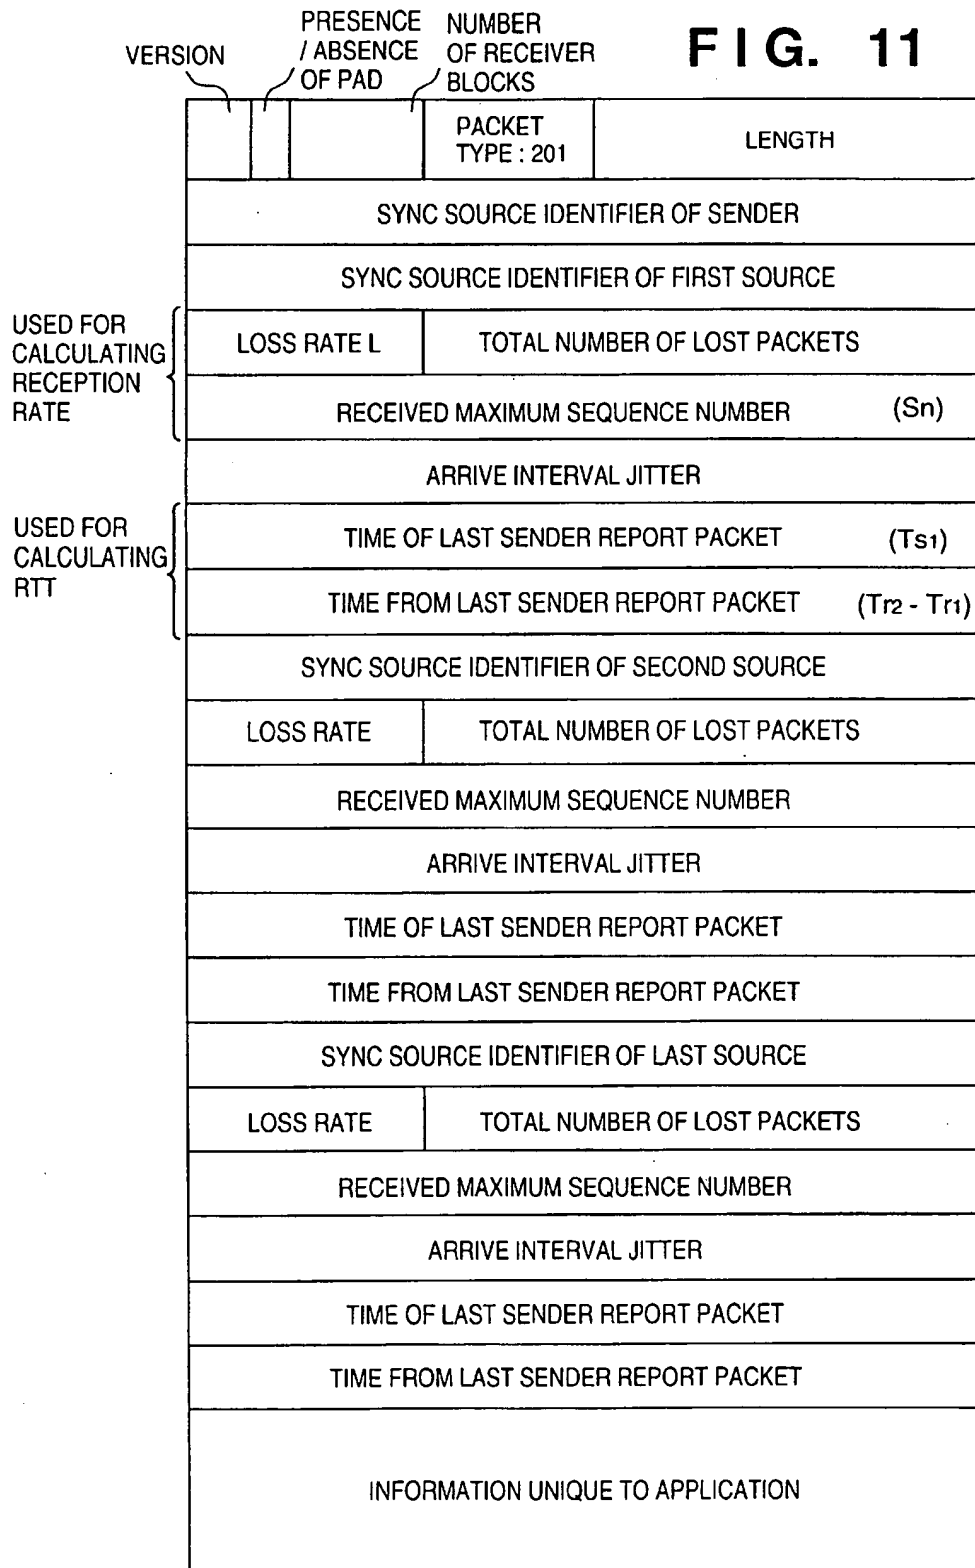 FIG. 11
VERSION
PRESENCE
/ ABSENCE
OF PAD
NUMBER
OF RECEIVER
BLOCKS
PACKET
TYPE : 201
LENGTH
SYNC SOURCE IDENTIFIER OF SENDER
SYNC SOURCE IDENTIFIER OF FIRST SOURCE
USED FOR
CALCULATING
RECEPTION
RATE
LOSS RATE L
TOTAL NUMBER OF LOST PACKETS
RECEIVED MAXIMUM SEQUENCE NUMBER (Sn)
ARRIVE INTERVAL JITTER
USED FOR
CALCULATING
RTT
TIME OF LAST SENDER REPORT PACKET (Ts1)
TIME FROM LAST SENDER REPORT PACKET (Tr2 - Tr1)
SYNC SOURCE IDENTIFIER OF SECOND SOURCE
LOSS RATE
TOTAL NUMBER OF LOST PACKETS
RECEIVED MAXIMUM SEQUENCE NUMBER
ARRIVE INTERVAL JITTER
TIME OF LAST SENDER REPORT PACKET
TIME FROM LAST SENDER REPORT PACKET
SYNC SOURCE IDENTIFIER OF LAST SOURCE
LOSS RATE
TOTAL NUMBER OF LOST PACKETS
RECEIVED MAXIMUM SEQUENCE NUMBER
ARRIVE INTERVAL JITTER
TIME OF LAST SENDER REPORT PACKET
TIME FROM LAST SENDER REPORT PACKET
INFORMATION UNIQUE TO APPLICATION